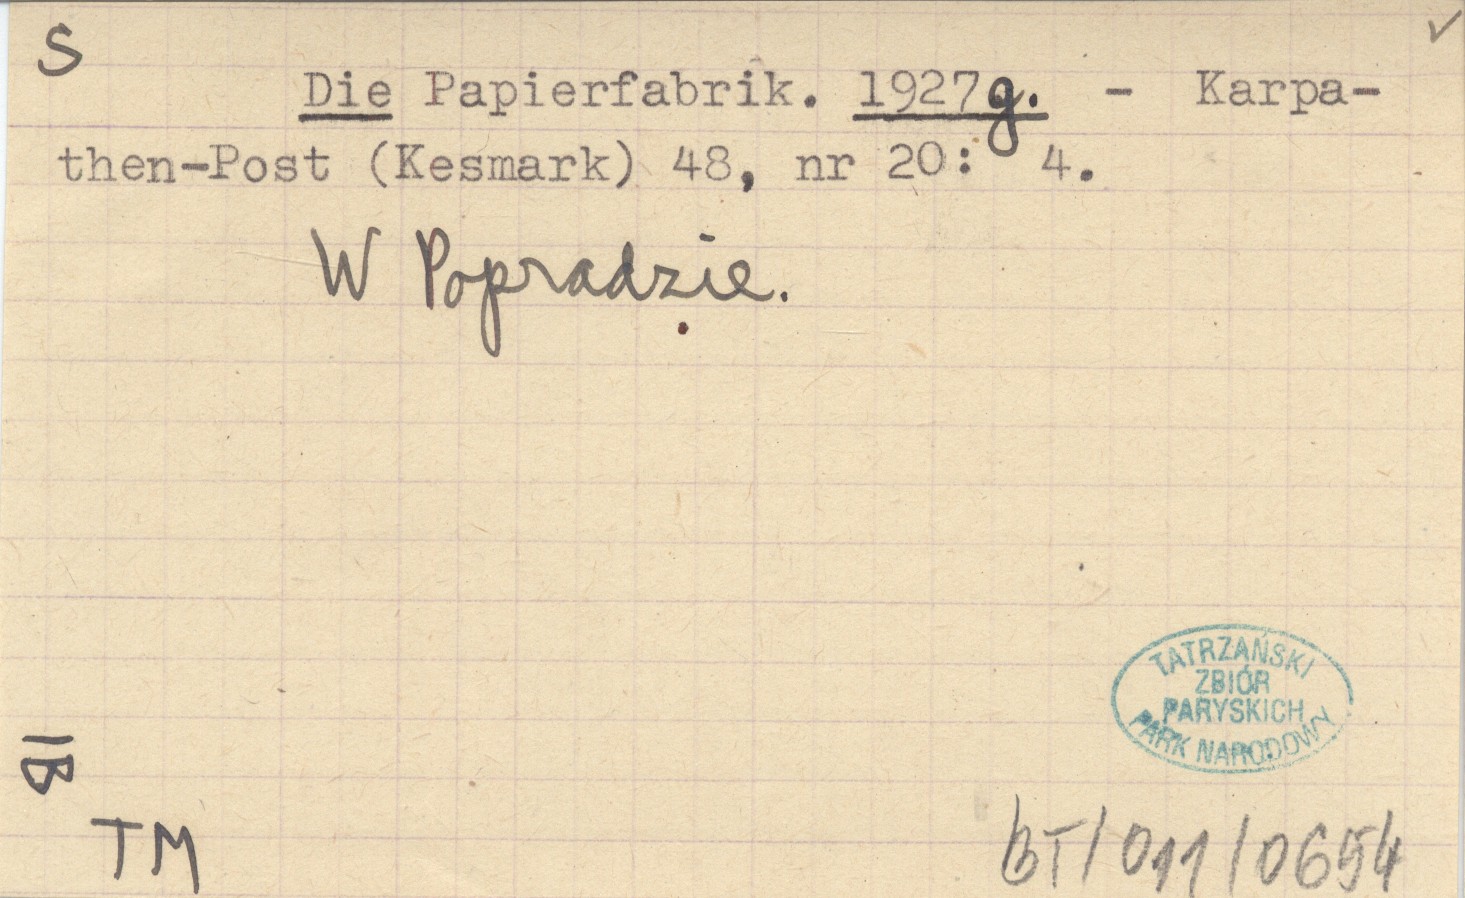 S
Die Papierfabrik. 1927g. - Karpa-
then-Post (Kesmark) 48, nr 20: 4.
W Popradzie.
TATRZAŃSKI
ZBIÓR
PARYSKICH
PARK NARODOWY
IB
TM
BT/011/0654